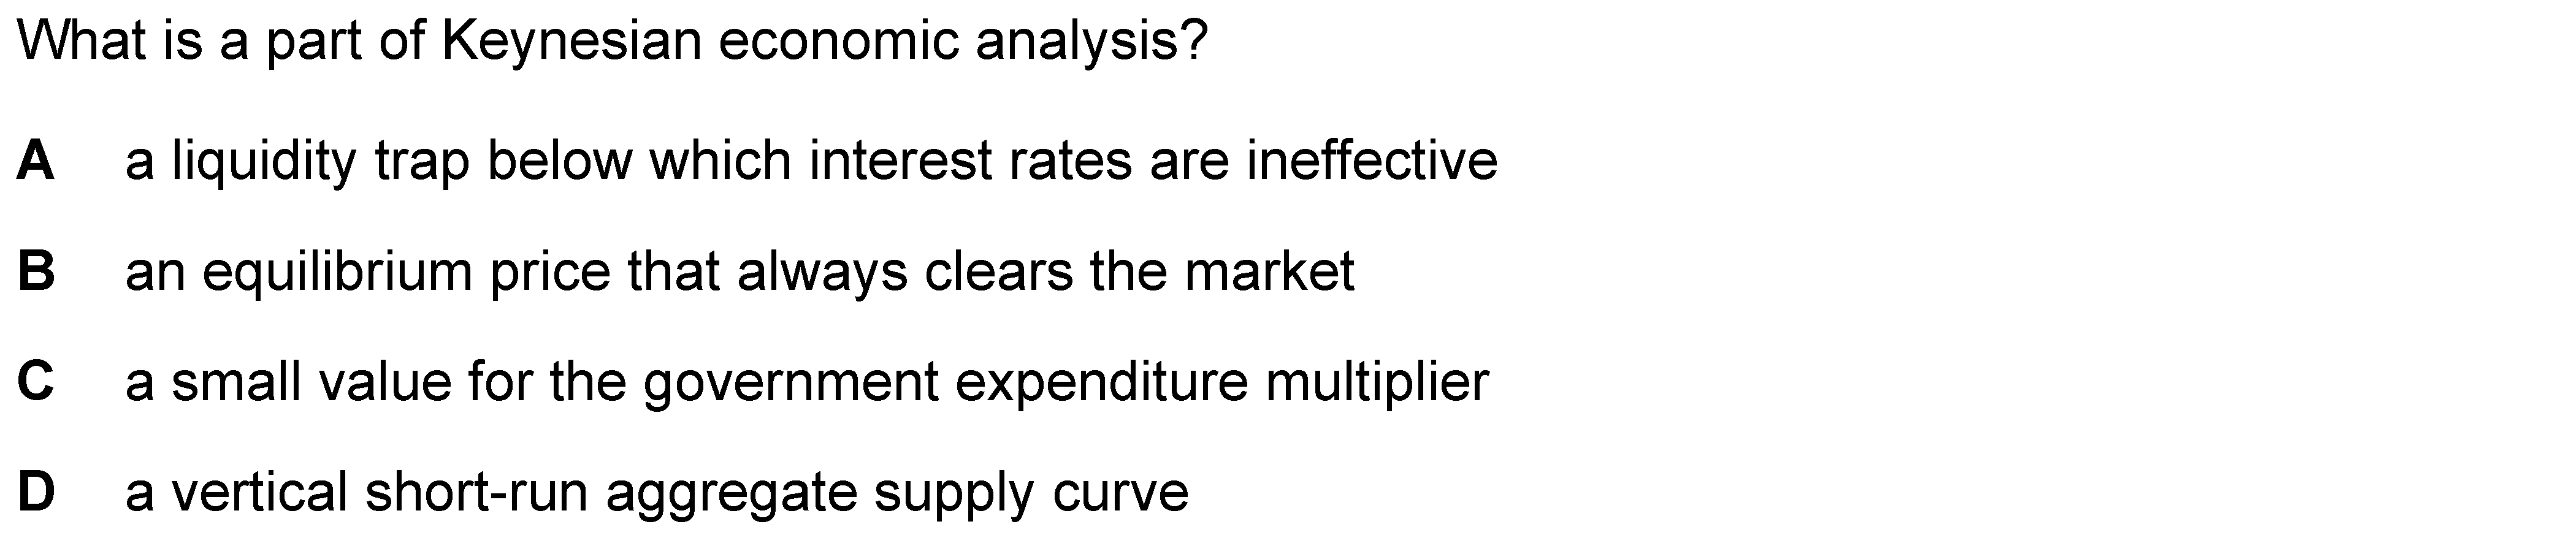 What is a part of Keynesian economic analysis?
A a liquidity trap below which interest rates are ineffective
B an equilibrium price that always clears the market
C a small value for the government expenditure multiplier
D a vertical short-run aggregate supply curve